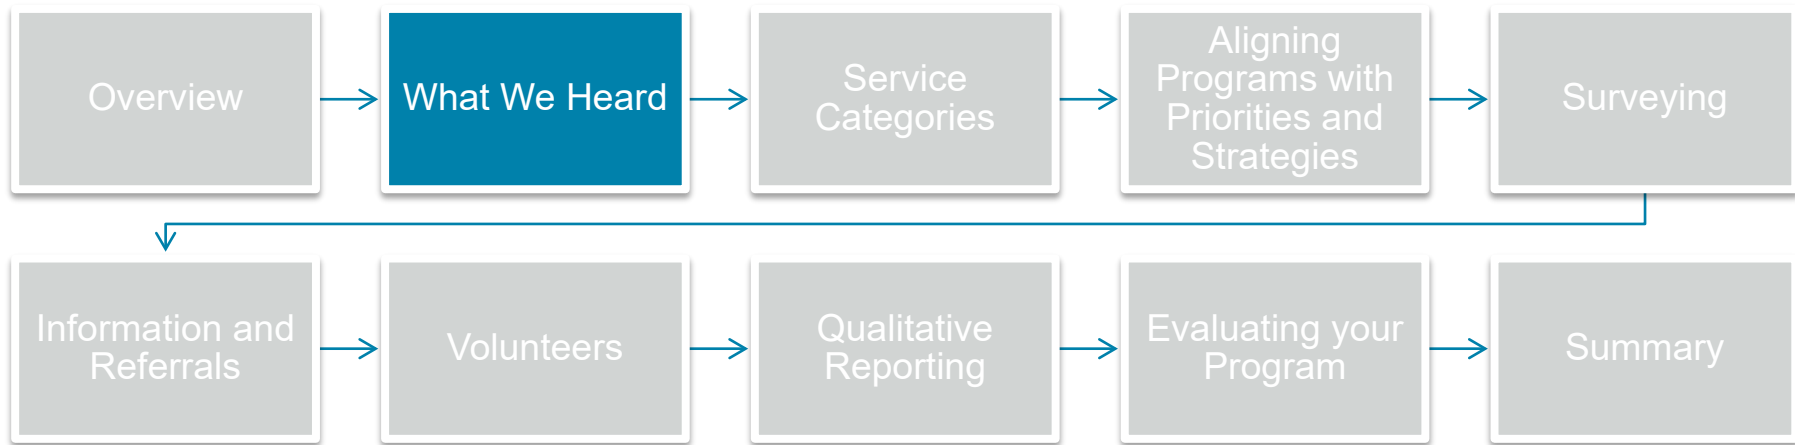 Overview
What We Heard
Service
Categories
Aligning
Programs with
Priorities and
Strategies
Surveying
Information and
Referrals
Volunteers
Qualitative
Reporting
Evaluating your
Program
Summary